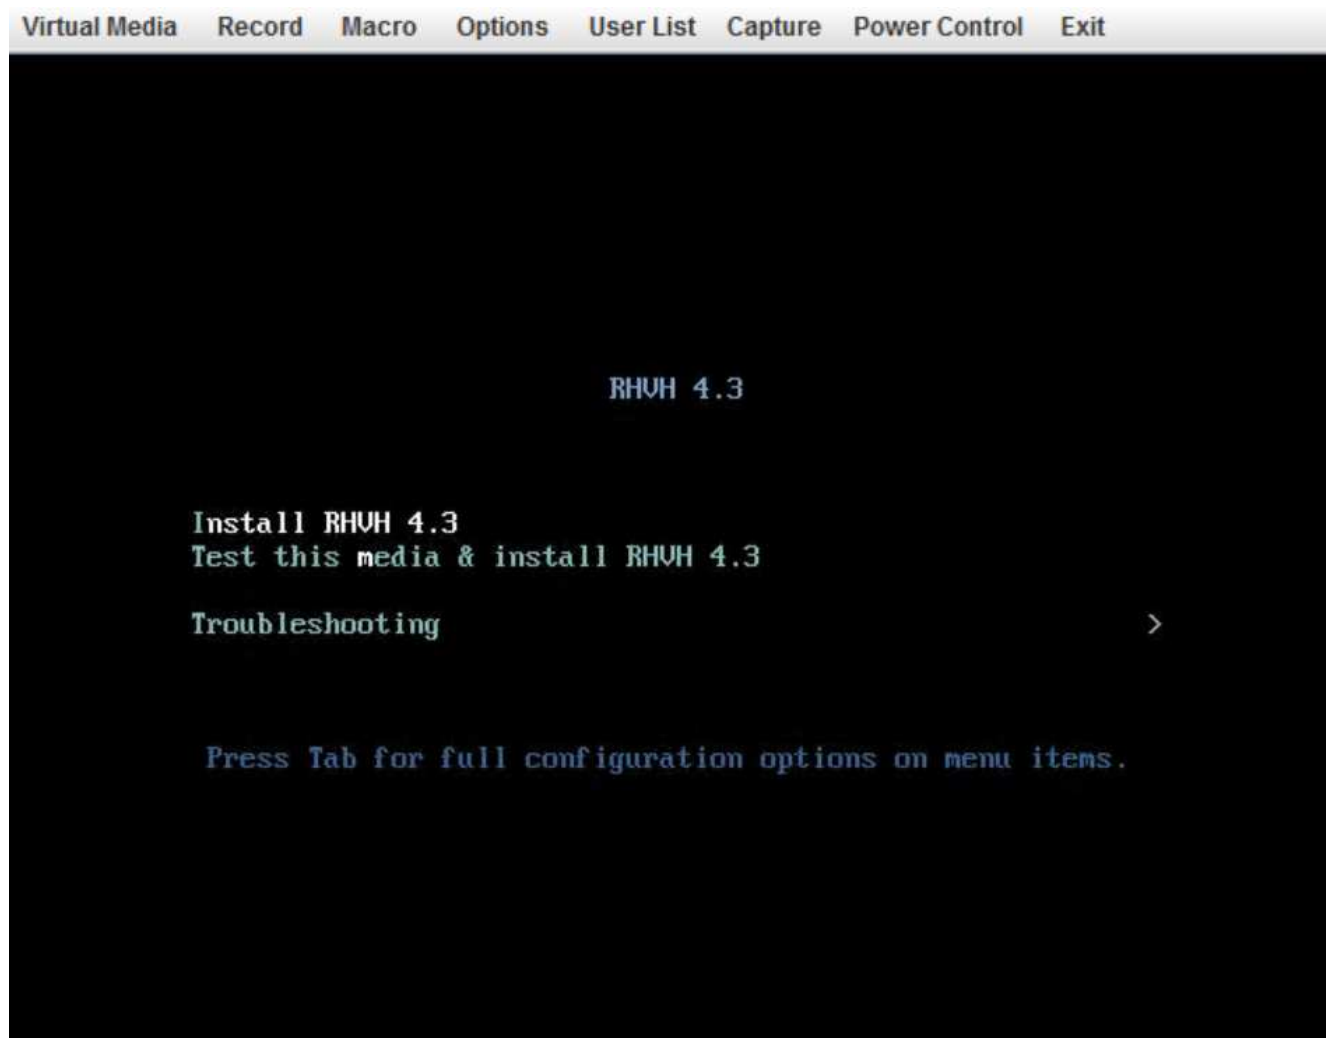 Virtual Media Record Macro Options User List Capture Power Control Exit
RHVH 4.3
Install RHVH 4.3
Test this media & install RHVH 4.3
Troubleshooting >
Press Tab for full configuration options on menu items.